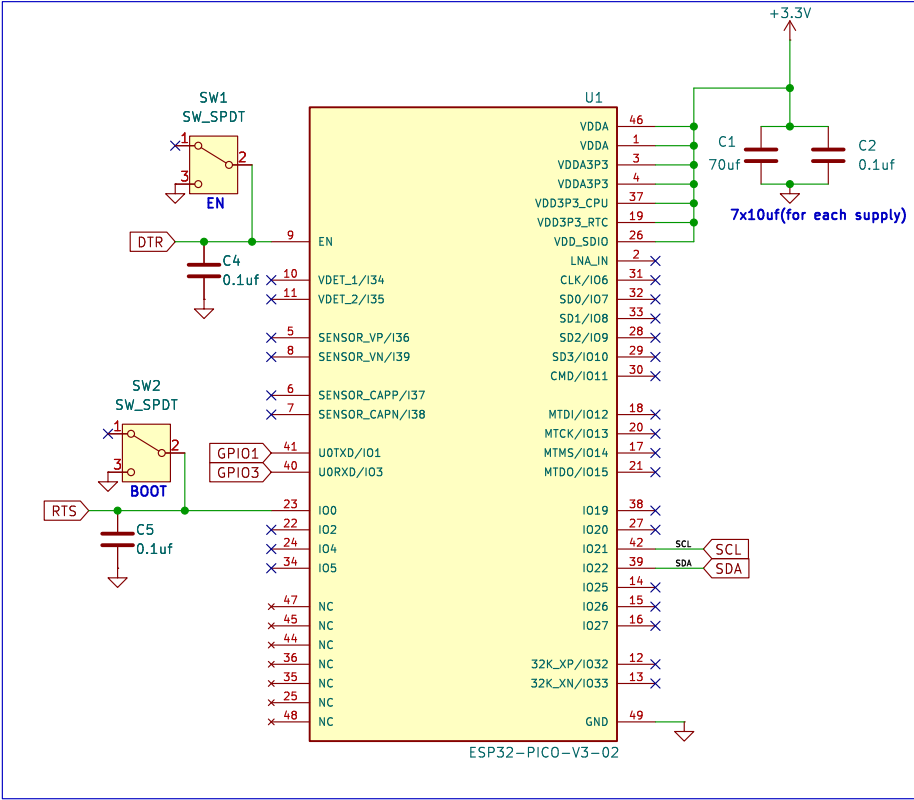 +3.3V
SW1
SW_SPDT
1
2
3
EN
DTR
C4
0.1uf
SW2
SW_SPDT
1
2
3
BOOT
RTS
C5
0.1uf
GPIO1
GPIO3
U1
9 EN
10 VDET_1/I34
11 VDET_2/I35
5 SENSOR_VP/I36
8 SENSOR_VN/I39
6 SENSOR_CAPP/I37
7 SENSOR_CAPN/I38
41 U0TXD/IO1
40 U0RXD/IO3
23 IO0
22 IO2
24 IO4
34 IO5
47 NC
45 NC
44 NC
36 NC
35 NC
25 NC
48 NC
VDDA 46
VDDA 1
VDDA3P3 3
VDDA3P3 4
VDD3P3_CPU 37
VDD3P3_RTC 19
VDD_SDIO 26
LNA_IN 2
CLK/IO6 31
SD0/IO7 32
SD1/IO8 33
SD2/IO9 28
SD3/IO10 29
CMD/IO11 30
MTDI/IO12 18
MTCK/IO13 20
MTMS/IO14 17
MTDO/IO15 21
IO19 38
IO20 27
IO21 42 SCL SCL
IO22 39 SDA SDA
IO25 14
IO26 15
IO27 16
32K_XP/IO32 12
32K_XN/IO33 13
GND 49
ESP32-PICO-V3-02
C1
70uf
C2
0.1uf
7x10uf(for each supply)